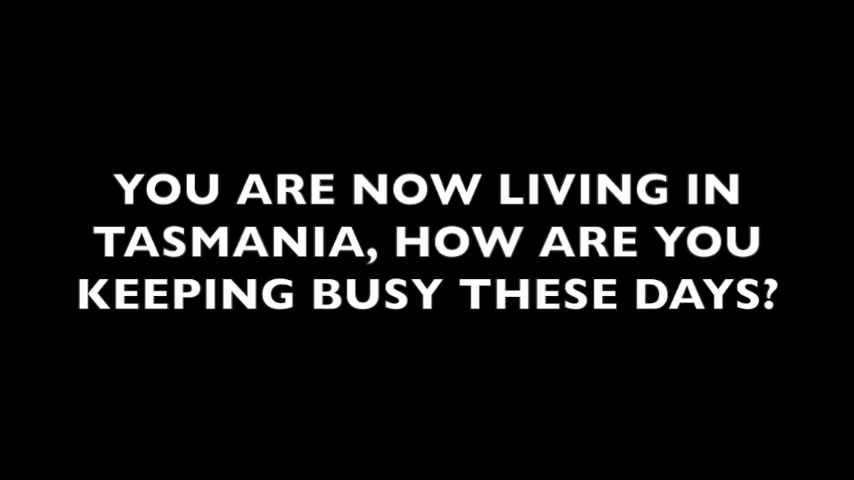 YOU ARE NOW LIVING IN
TASMANIA, HOW ARE YOU
KEEPING BUSY THESE DAYS?